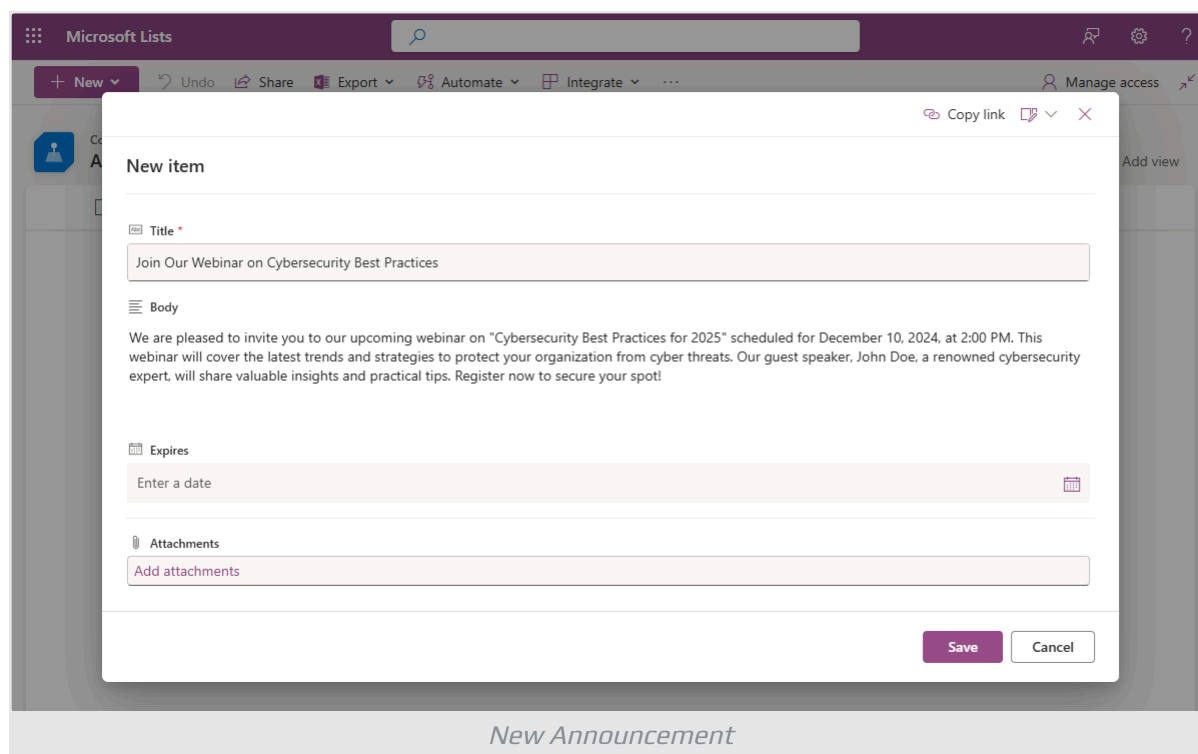 Microsoft Lists
?
New Undo Share Export Automate Integrate ... Manage access
Copy link
Add view
New item
Abc Title *
Join Our Webinar on Cybersecurity Best Practices
Body
We are pleased to invite you to our upcoming webinar on "Cybersecurity Best Practices for 2025" scheduled for December 10, 2024, at 2:00 PM. This
webinar will cover the latest trends and strategies to protect your organization from cyber threats. Our guest speaker, John Doe, a renowned cybersecurity
expert, will share valuable insights and practical tips. Register now to secure your spot!
Expires
Enter a date
Attachments
Add attachments
Save Cancel
New Announcement